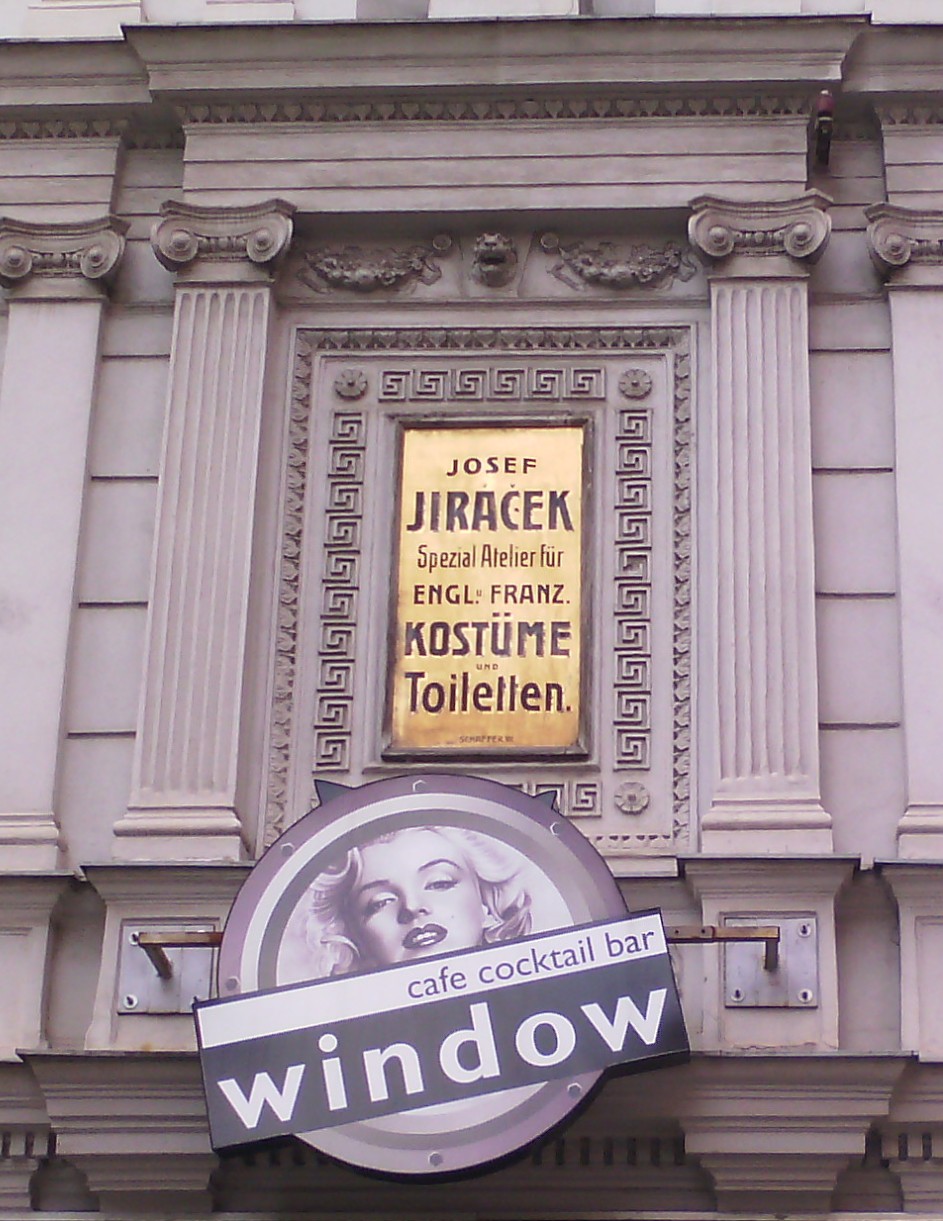 JOSEF
JIRÁČEK
Spezial Atelier für
ENGL. u. FRANZ.
KOSTÜME
UND
Toiletten.
cafe cocktail bar
window